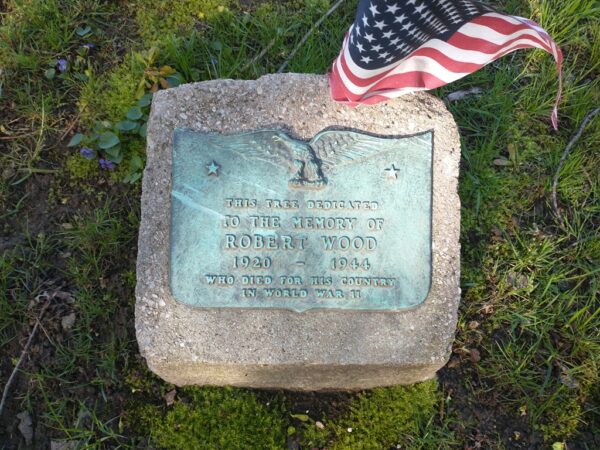 THIS TREE DEDICATED
TO THE MEMORY OF
ROBERT WOOD
1920 - 1944
WHO DIED FOR HIS COUNTRY
IN WORLD WAR II